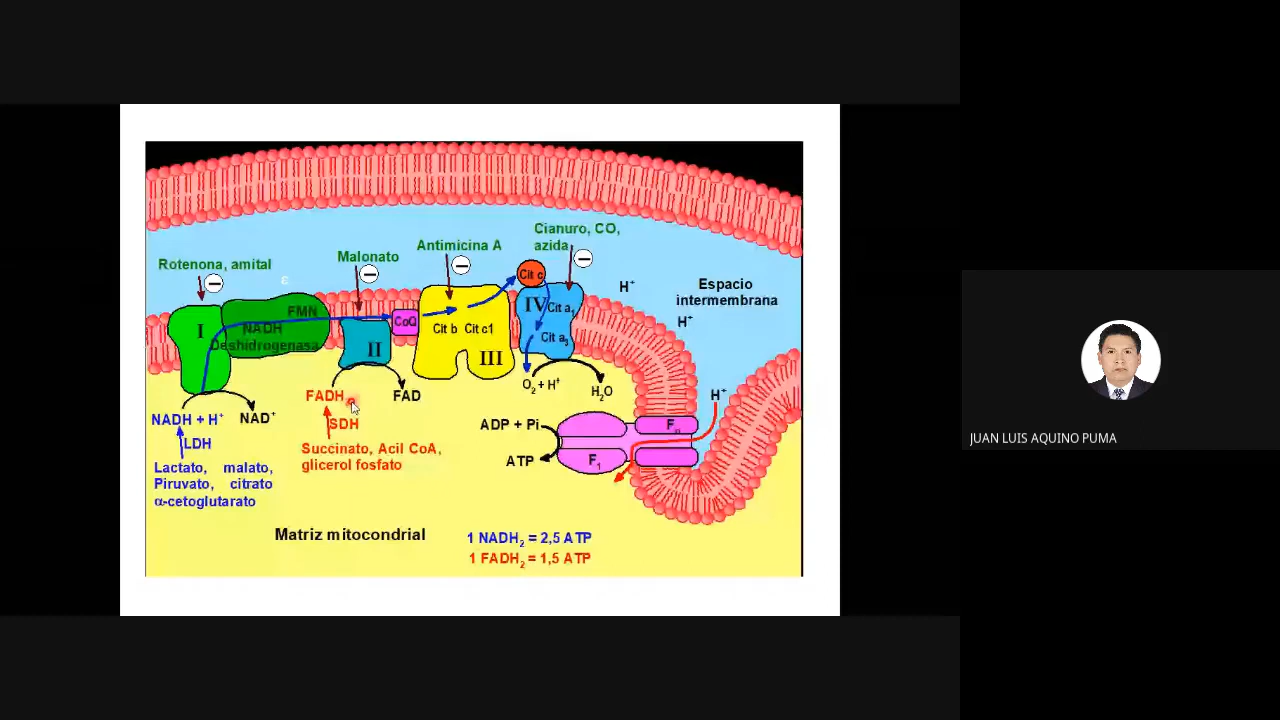 Cianuro, CO,
azida
Antimicina A
Malonato
Rotenona, amital
ε
Espacio
intermembrana
H⁺
H⁺
H⁺
I
FMN
NADH
Deshidrogenasa
II
CoQ
Cit b Cit c1
III
Cit c
IV
Cit a₁
Cit a₃
O₂ + H⁺
H₂O
NADH + H⁺
NAD⁺
LDH
Lactato, malato,
Piruvato, citrato
α-cetoglutarato
FADH
FAD
SDH
Succinato, Acil CoA,
glicerol fosfato
ADP + Pi
ATP
F₁
Matriz mitocondrial
1 NADH₂ = 2,5 ATP
1 FADH₂ = 1,5 ATP
JUAN LUIS AQUINO PUMA